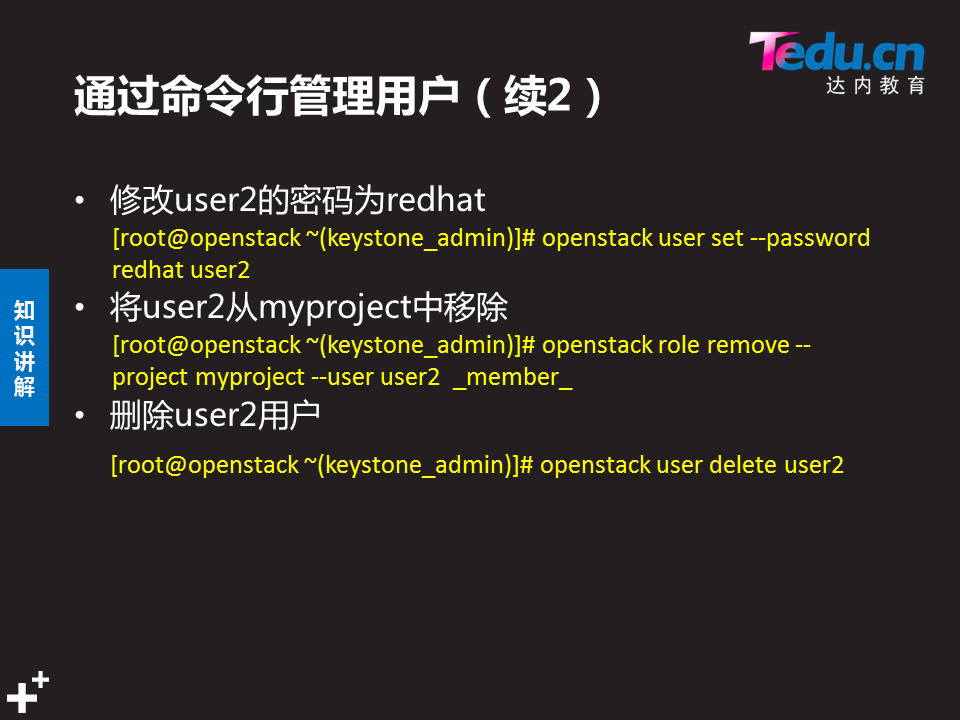 Tedu.cn
达内教育
通过命令行管理用户（续2）
• 修改user2的密码为redhat
[root@openstack ~(keystone_admin)]# openstack user set --password
redhat user2
• 将user2从myproject中移除
[root@openstack ~(keystone_admin)]# openstack role remove --
project myproject --user user2 _member_
• 删除user2用户
[root@openstack ~(keystone_admin)]# openstack user delete user2
知
识
讲
解